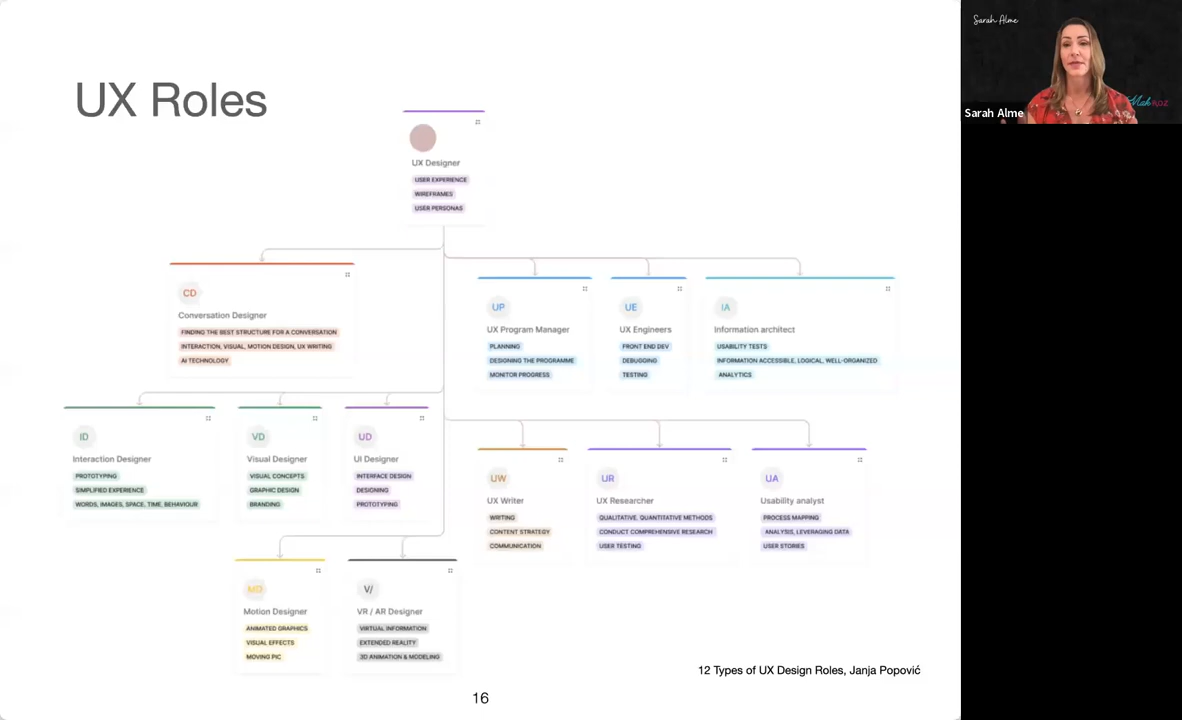 UX Roles
UX Designer
USER EXPERIENCE
WIREFRAMES
USER PERSONAS
CD
Conversation Designer
FINDING THE BEST STRUCTURE FOR A CONVERSATION
INTERACTION, VISUAL, MOTION DESIGN, UX WRITING
AI TECHNOLOGY
UP
UX Program Manager
PLANNING
DESIGNING THE PROGRAMME
MONITOR PROGRESS
UE
UX Engineers
FRONT END DEV
DEBUGGING
TESTING
IA
Information architect
USABILITY TESTS
INFORMATION ACCESSIBLE, LOGICAL, WELL-ORGANIZED
ANALYTICS
ID
Interaction Designer
PROTOTYPING
SIMPLIFIED EXPERIENCE
WORDS, IMAGES, SPACE, TIME, BEHAVIOUR
VD
Visual Designer
VISUAL CONCEPTS
GRAPHIC DESIGN
BRANDING
UD
UI Designer
INTERFACE DESIGN
DESIGNING
PROTOTYPING
UW
UX Writer
WRITING
CONTENT STRATEGY
COMMUNICATION
UR
UX Researcher
QUALITATIVE, QUANTITATIVE METHODS
CONDUCT COMPREHENSIVE RESEARCH
USER TESTING
UA
Usability analyst
PROCESS MAPPING
ANALYSIS, LEVERAGING DATA
USER STORIES
MD
Motion Designer
ANIMATED GRAPHICS
VISUAL EFFECTS
MOVING PIC
V/
VR / AR Designer
VIRTUAL INFORMATION
EXTENDED REALITY
3D ANIMATION & MODELING
12 Types of UX Design Roles, Janja Popović
16
Sarah Alme
Sarah Alme